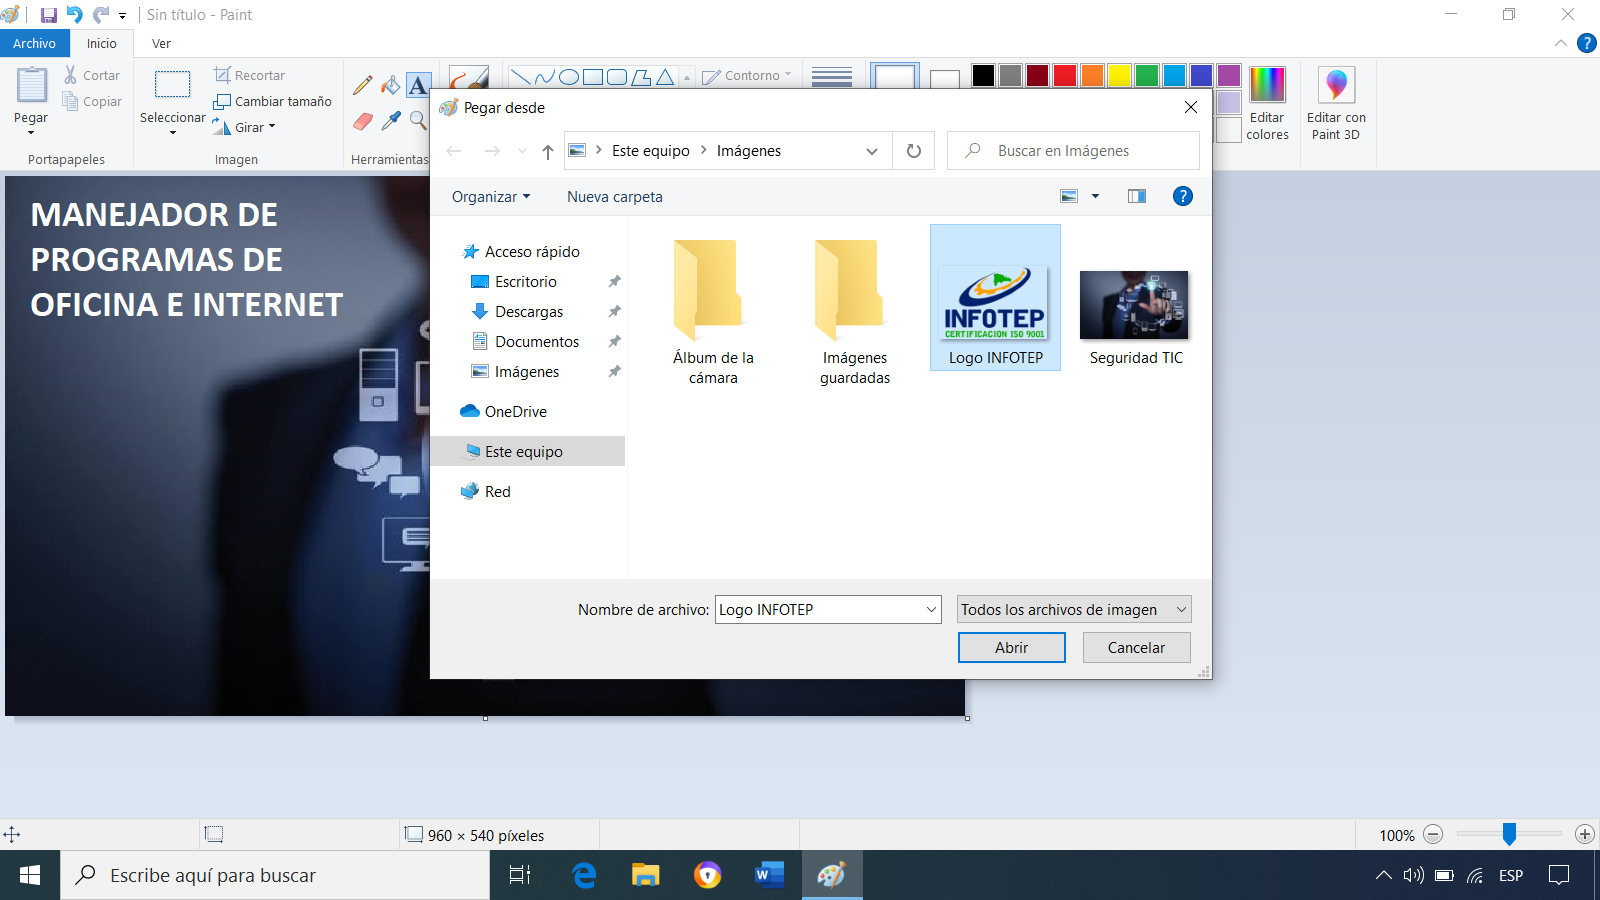 Sin título - Paint
Archivo
Inicio
Ver
Pegar
Cortar
Copiar
Portapapeles
Seleccionar
Recortar
Cambiar tamaño
Girar
Imagen
A
Herramientas
Contorno
Editar colores
Editar con Paint 3D
MANEJADOR DE
PROGRAMAS DE
OFICINA E INTERNET
Pegar desde
Este equipo > Imágenes
Buscar en Imágenes
Organizar
Nueva carpeta
Acceso rápido
Escritorio
Descargas
Documentos
Imágenes
OneDrive
Este equipo
Red
Álbum de la
cámara
Imágenes
guardadas
INFOTEP
CERTIFICACION ISO 9001
Logo INFOTEP
Seguridad TIC
Nombre de archivo: Logo INFOTEP
Todos los archivos de imagen
Abrir
Cancelar
960 × 540 píxeles
100%
Escribe aquí para buscar
ESP